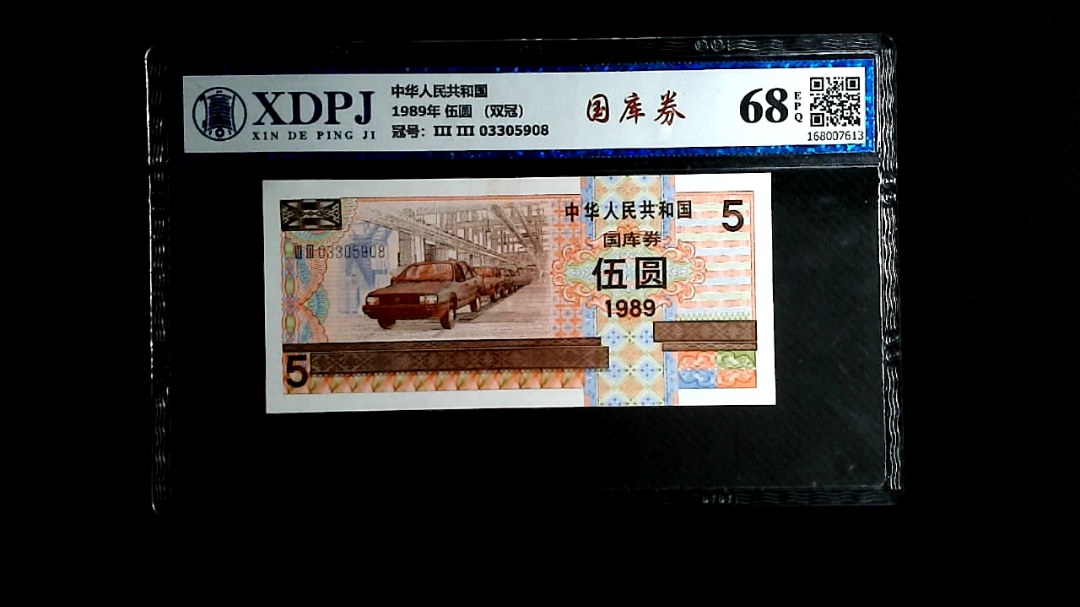 XDPJ
XIN DE PING JI
中华人民共和国
1989年 伍圆 （双冠）
冠号：III III 03305908
国库券
68
EPQ
168007613
中华人民共和国
5
国库券
03305908
伍圆
1989
5